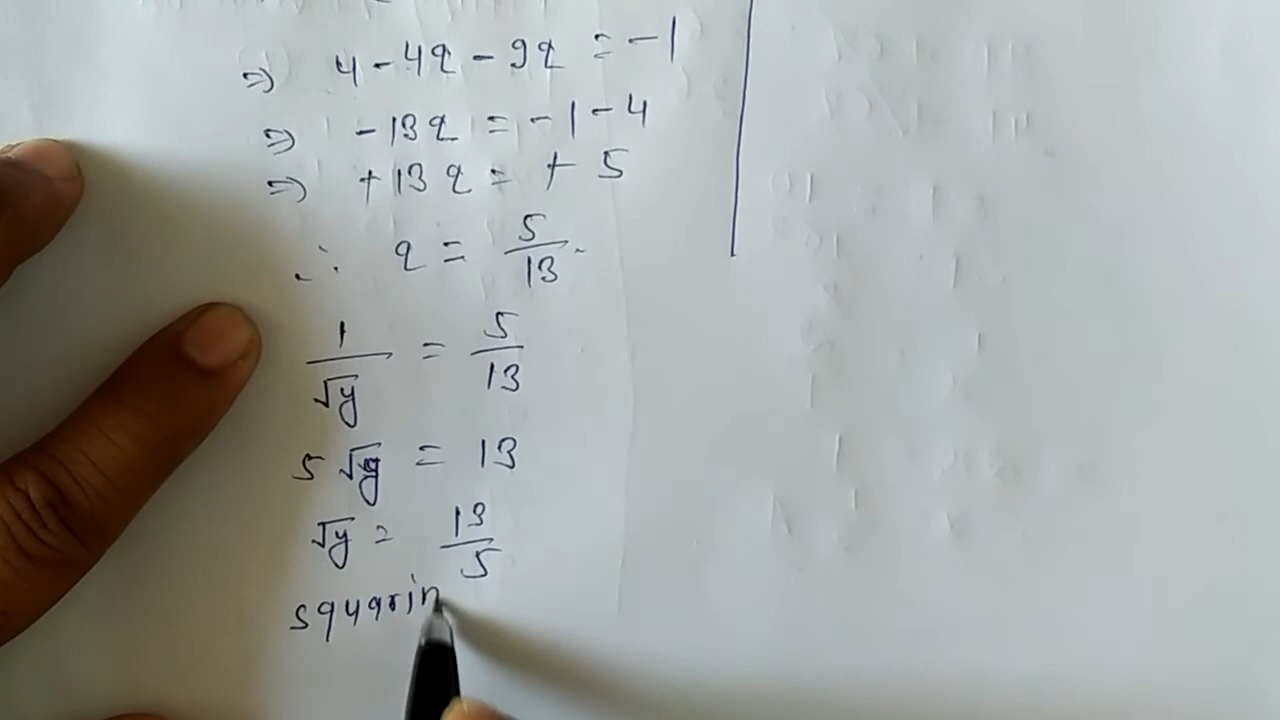 ⇒ 4 - 4q - 9q = -1
⇒ -13q = -1 - 4
⇒ +13q = + 5
∴ q = 5/13
1/√y = 5/13
5√y = 13
√y = 13/5
squarin